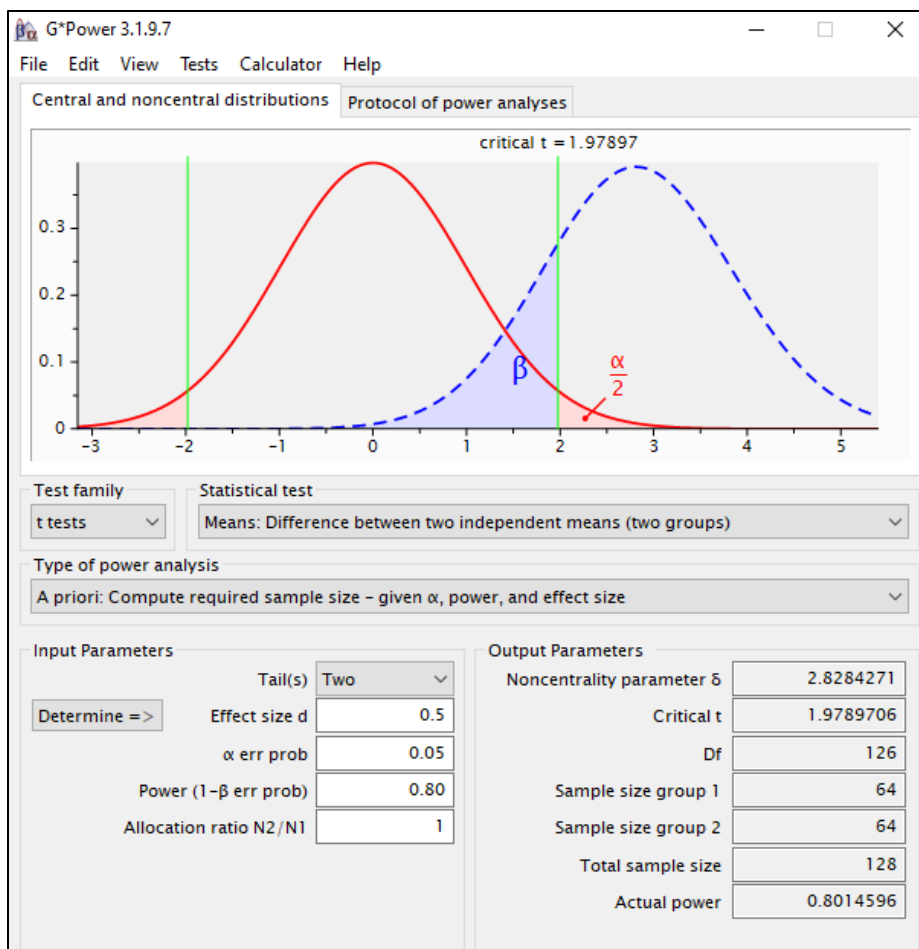 G*Power 3.1.9.7
File Edit View Tests Calculator Help
Central and noncentral distributions Protocol of power analyses
critical t = 1.97897
0.3
0.2
0.1
0
β
α
2
-3 -2 -1 0 1 2 3 4 5
Test family Statistical test
t tests Means: Difference between two independent means (two groups)
Type of power analysis
A priori: Compute required sample size - given α, power, and effect size
Input Parameters
Tail(s) Two
Determine => Effect size d 0.5
α err prob 0.05
Power (1-β err prob) 0.80
Allocation ratio N2/N1 1
Output Parameters
Noncentrality parameter δ 2.8284271
Critical t 1.9789706
Df 126
Sample size group 1 64
Sample size group 2 64
Total sample size 128
Actual power 0.8014596